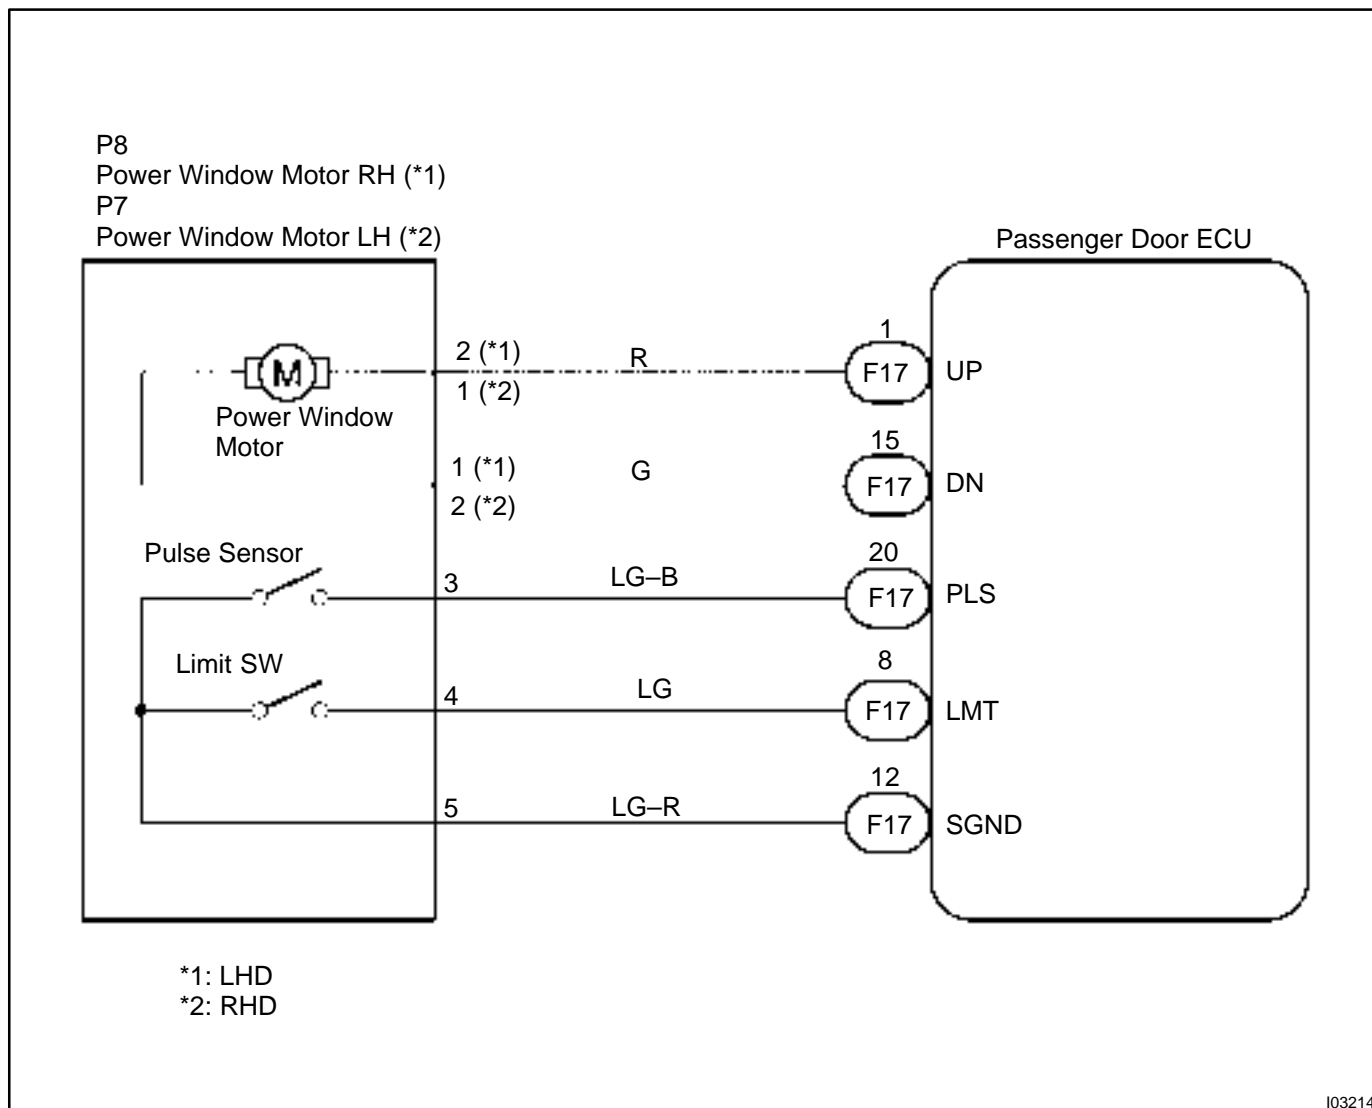 P8
Power Window Motor RH (*1)
P7
Power Window Motor LH (*2)
Passenger Door ECU
M
Power Window
Motor
2 (*1)
1 (*2)
R
1
F17
UP
1 (*1)
2 (*2)
G
15
F17
DN
Pulse Sensor
3
LG–B
20
F17
PLS
Limit SW
4
LG
8
F17
LMT
5
LG–R
12
F17
SGND
*1: LHD
*2: RHD
I03214